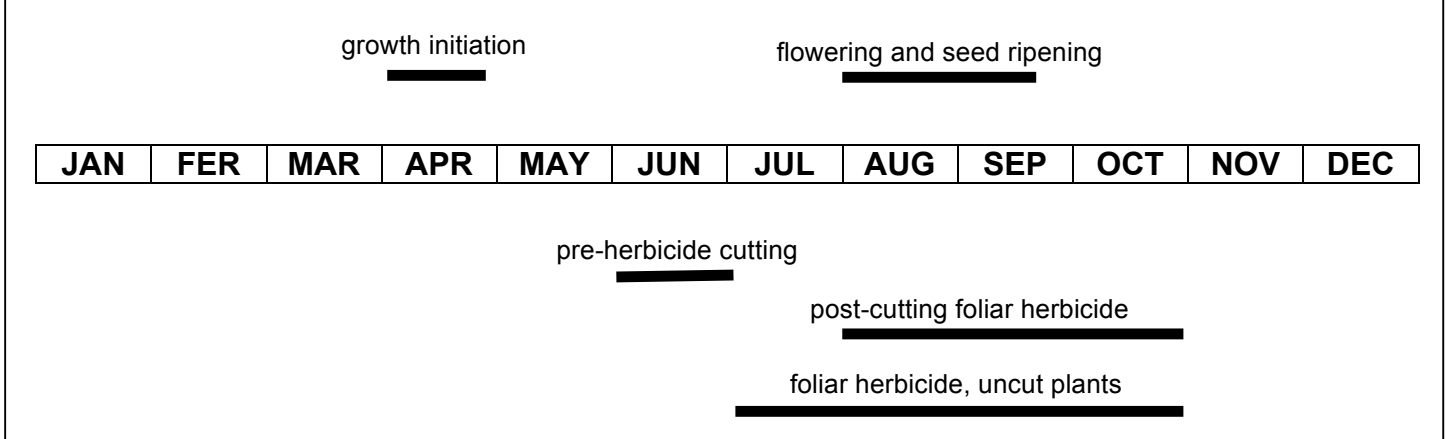 growth initiation
flowering and seed ripening
JAN FER MAR APR MAY JUN JUL AUG SEP OCT NOV DEC
pre-herbicide cutting
post-cutting foliar herbicide
foliar herbicide, uncut plants